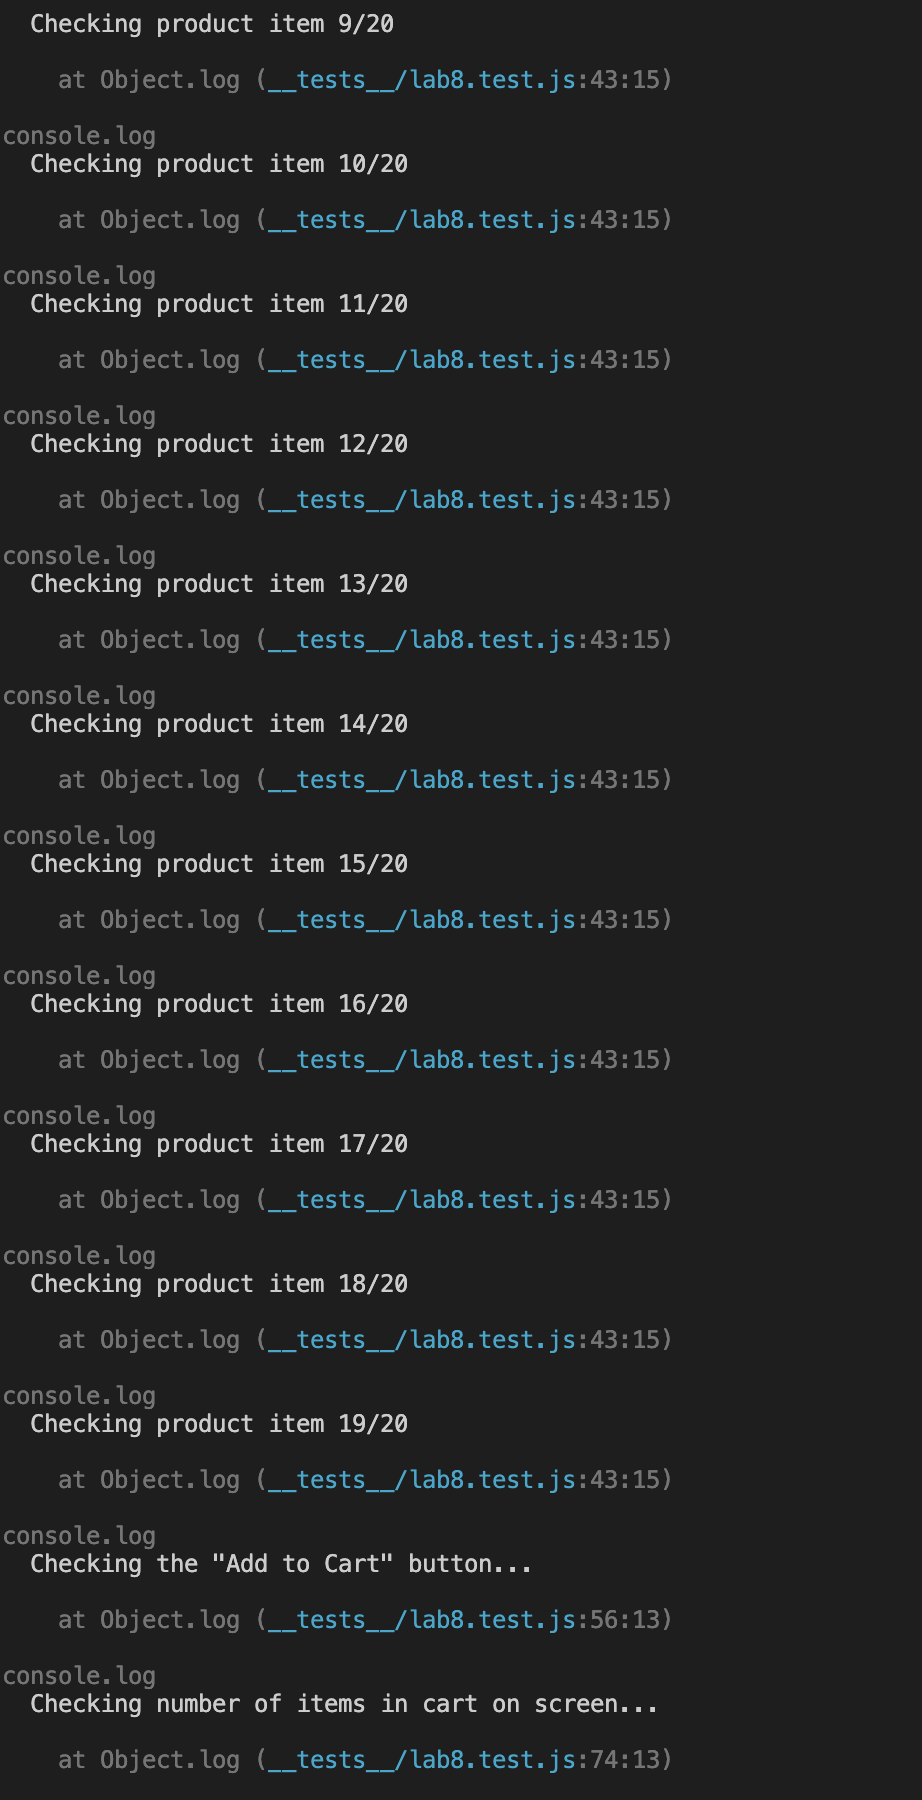 Checking product item 9/20
at Object.log (__tests__/lab8.test.js:43:15)
console.log
Checking product item 10/20
at Object.log (__tests__/lab8.test.js:43:15)
console.log
Checking product item 11/20
at Object.log (__tests__/lab8.test.js:43:15)
console.log
Checking product item 12/20
at Object.log (__tests__/lab8.test.js:43:15)
console.log
Checking product item 13/20
at Object.log (__tests__/lab8.test.js:43:15)
console.log
Checking product item 14/20
at Object.log (__tests__/lab8.test.js:43:15)
console.log
Checking product item 15/20
at Object.log (__tests__/lab8.test.js:43:15)
console.log
Checking product item 16/20
at Object.log (__tests__/lab8.test.js:43:15)
console.log
Checking product item 17/20
at Object.log (__tests__/lab8.test.js:43:15)
console.log
Checking product item 18/20
at Object.log (__tests__/lab8.test.js:43:15)
console.log
Checking product item 19/20
at Object.log (__tests__/lab8.test.js:43:15)
console.log
Checking the "Add to Cart" button...
at Object.log (__tests__/lab8.test.js:56:13)
console.log
Checking number of items in cart on screen...
at Object.log (__tests__/lab8.test.js:74:13)